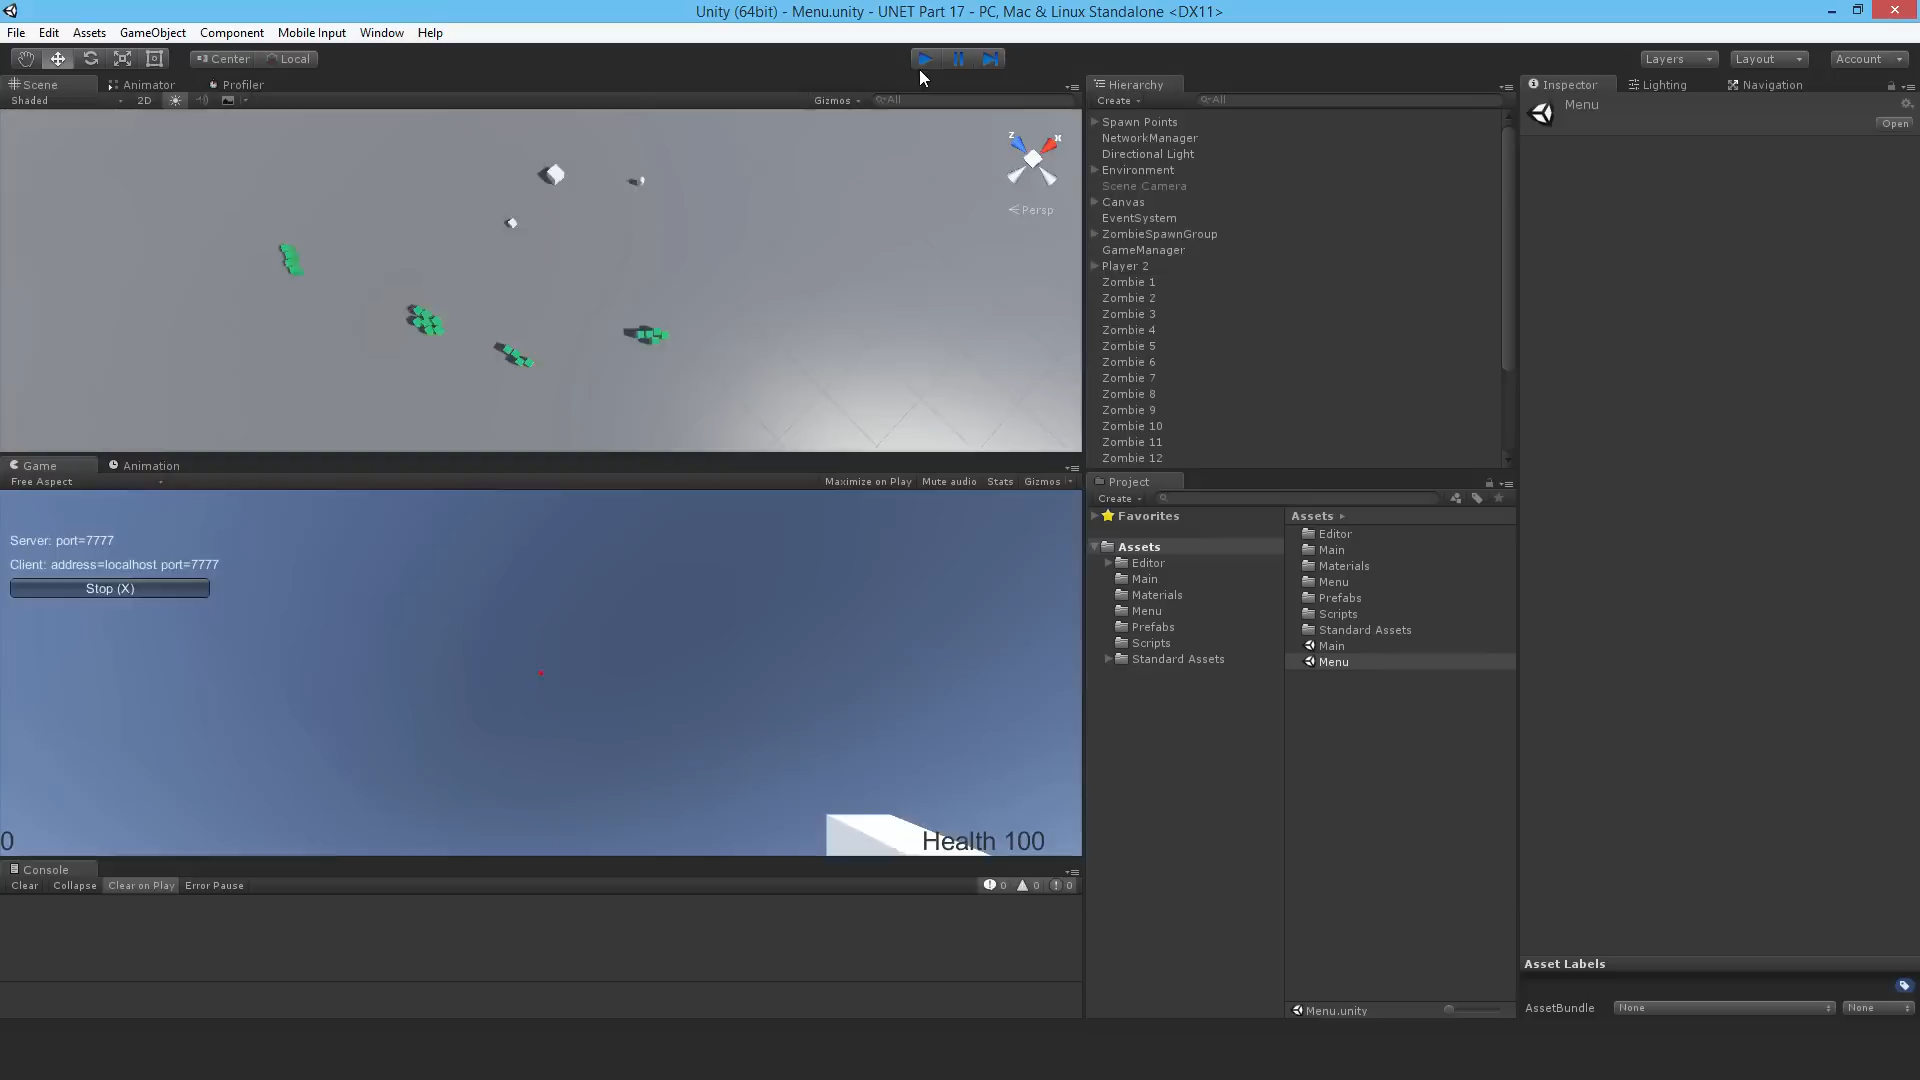 Unity (64bit) - Menu.unity - UNET Part 17 - PC, Mac & Linux Standalone <DX11>
File Edit Assets GameObject Component Mobile Input Window Help
Center Local
Layers Layout Account
Scene Animator Profiler
Shaded 2D Gizmos All
z x
Persp
Hierarchy
Create All
Spawn Points
NetworkManager
Directional Light
Environment
Scene Camera
Canvas
EventSystem
ZombieSpawnGroup
GameManager
Player 2
Zombie 1
Zombie 2
Zombie 3
Zombie 4
Zombie 5
Zombie 6
Zombie 7
Zombie 8
Zombie 9
Zombie 10
Zombie 11
Zombie 12
Inspector Lighting Navigation
Menu
Open
Game Animation
Free Aspect Maximize on Play Mute audio Stats Gizmos
Server: port=7777
Client: address=localhost port=7777
Stop (X)
0
Health 100
Project
Create
Favorites
Assets
Editor
Main
Materials
Menu
Prefabs
Scripts
Standard Assets
Assets
Editor
Main
Materials
Menu
Prefabs
Scripts
Standard Assets
Main
Menu
Menu.unity
Console
Clear Collapse Clear on Play Error Pause 0 0 0
Asset Labels
AssetBundle None None